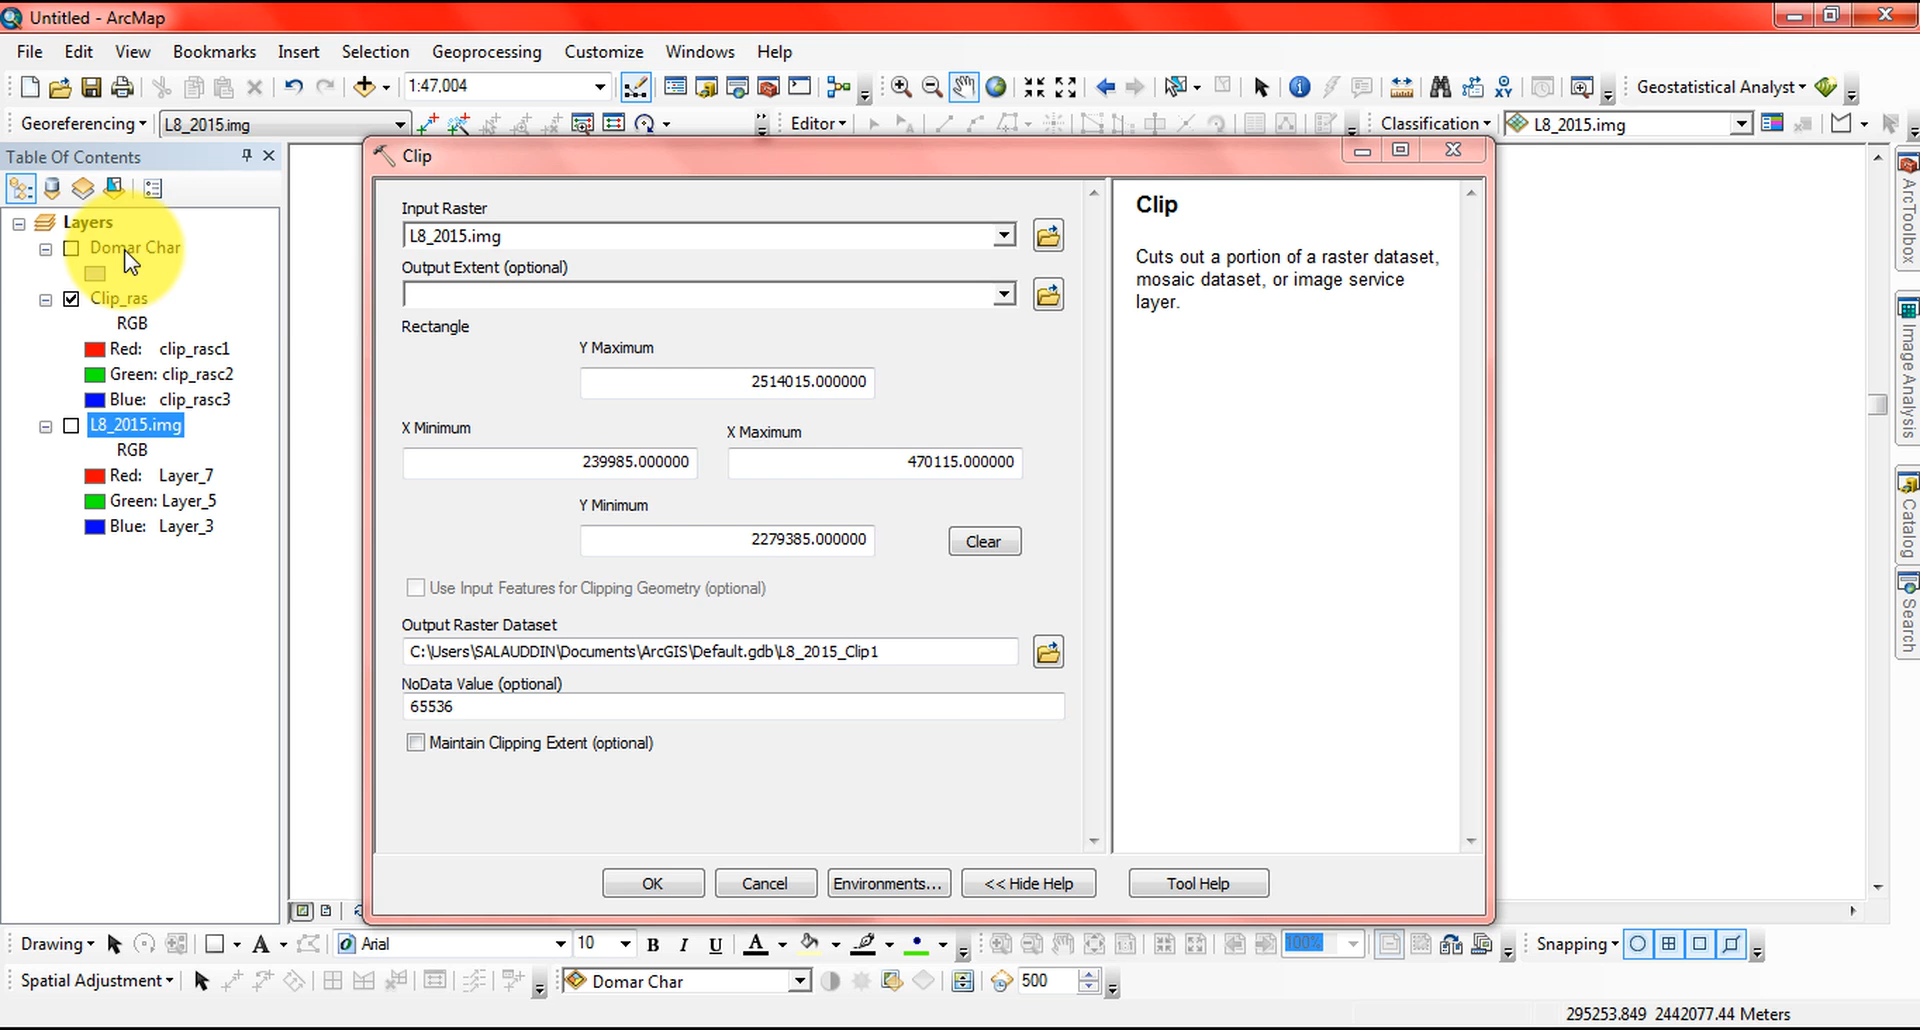 Untitled - ArcMap
File Edit View Bookmarks Insert Selection Geoprocessing Customize Windows Help
1:47,004
Geostatistical Analyst
Georeferencing
L8_2015.img
Editor
Classification
L8_2015.img
Table Of Contents
Layers
Domar Char
Clip_ras
RGB
Red: clip_rasc1
Green: clip_rasc2
Blue: clip_rasc3
L8_2015.img
RGB
Red: Layer_7
Green: Layer_5
Blue: Layer_3
Clip
Input Raster
L8_2015.img
Output Extent (optional)
Rectangle
Y Maximum
2514015.000000
X Minimum
X Maximum
239985.000000
470115.000000
Y Minimum
2279385.000000
Clear
Use Input Features for Clipping Geometry (optional)
Output Raster Dataset
C:\Users\SALAUDDIN\Documents\ArcGIS\Default.gdb\L8_2015_Clip1
NoData Value (optional)
65536
Maintain Clipping Extent (optional)
OK
Cancel
Environments...
<< Hide Help
Tool Help
Clip
Cuts out a portion of a raster dataset,
mosaic dataset, or image service
layer.
ArcToolbox
Image Analysis
Catalog
Search
Drawing
Arial
10
B I U A
100%
Snapping
Spatial Adjustment
Domar Char
500
295253.849 2442077.44 Meters